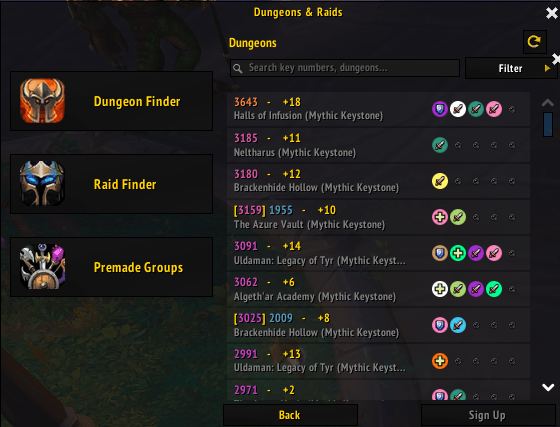 Dungeons & Raids
Dungeons
Search key numbers, dungeons...
Filter
Dungeon Finder
Raid Finder
Premade Groups
3643 - +18
Halls of Infusion (Mythic Keystone)
3185 - +11
Neltharus (Mythic Keystone)
3180 - +12
Brackenhide Hollow (Mythic Keystone)
[3159] 1955 - +10
The Azure Vault (Mythic Keystone)
3091 - +14
Uldaman: Legacy of Tyr (Mythic Keyst...
3062 - +6
Algeth'ar Academy (Mythic Keystone)
[3025] 2009 - +8
Brackenhide Hollow (Mythic Keystone)
2991 - +13
Uldaman: Legacy of Tyr (Mythic Keyst...
2971 - +2
Back
Sign Up